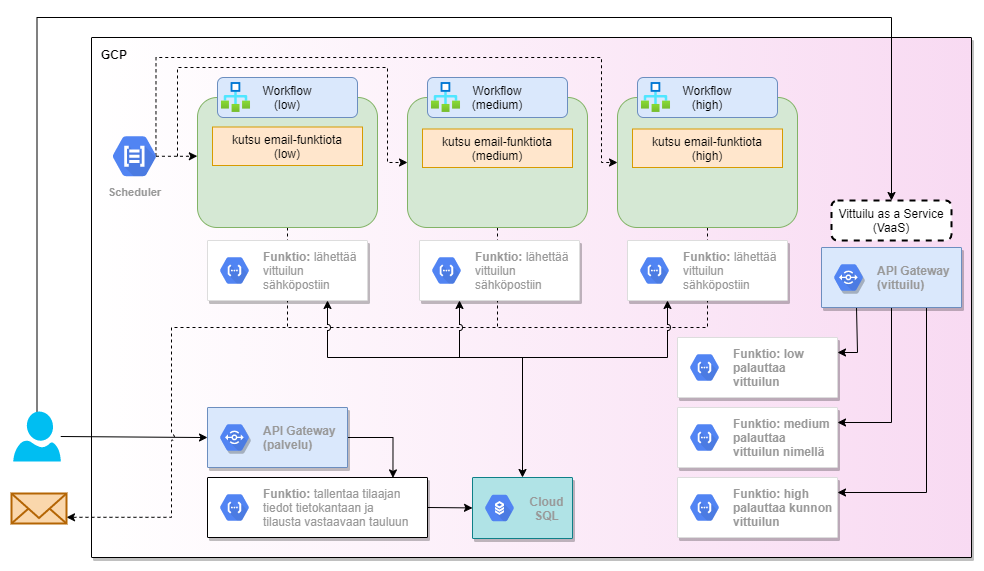 GCP
Workflow
(low)
Workflow
(medium)
Workflow
(high)
kutsu email-funktiota
(low)
kutsu email-funktiota
(medium)
kutsu email-funktiota
(high)
Scheduler
Vittuilu as a Service
(VaaS)
Funktio: lähettää
vittuilun
sähköpostiin
Funktio: lähettää
vittuilun
sähköpostiin
Funktio: lähettää
vittuilun
sähköpostiin
API Gateway
(vittuilu)
Funktio: low
palauttaa
vittuilun
Funktio: medium
palauttaa
vittuilun nimellä
Funktio: high
palauttaa kunnon
vittuilun
API Gateway
(palvelu)
Funktio: tallentaa tilaajan
tiedot tietokantaan ja
tilausta vastaavaan tauluun
Cloud
SQL